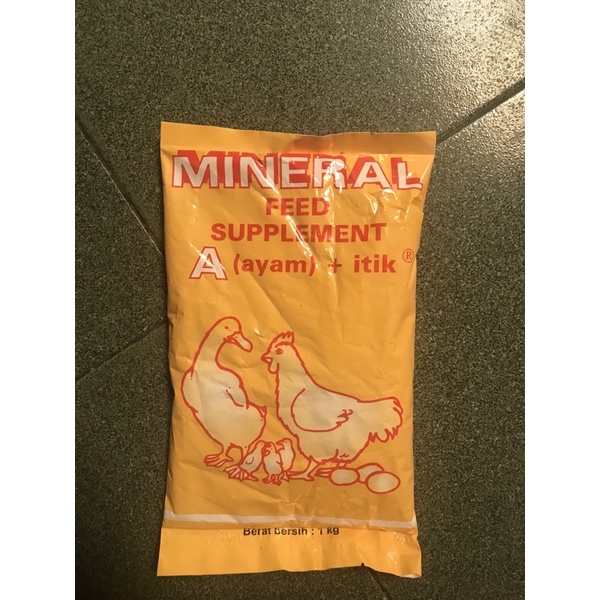 MINERAL
FEED
SUPPLEMENT
A (ayam) + itik ®
Berat bersih : 1 kg